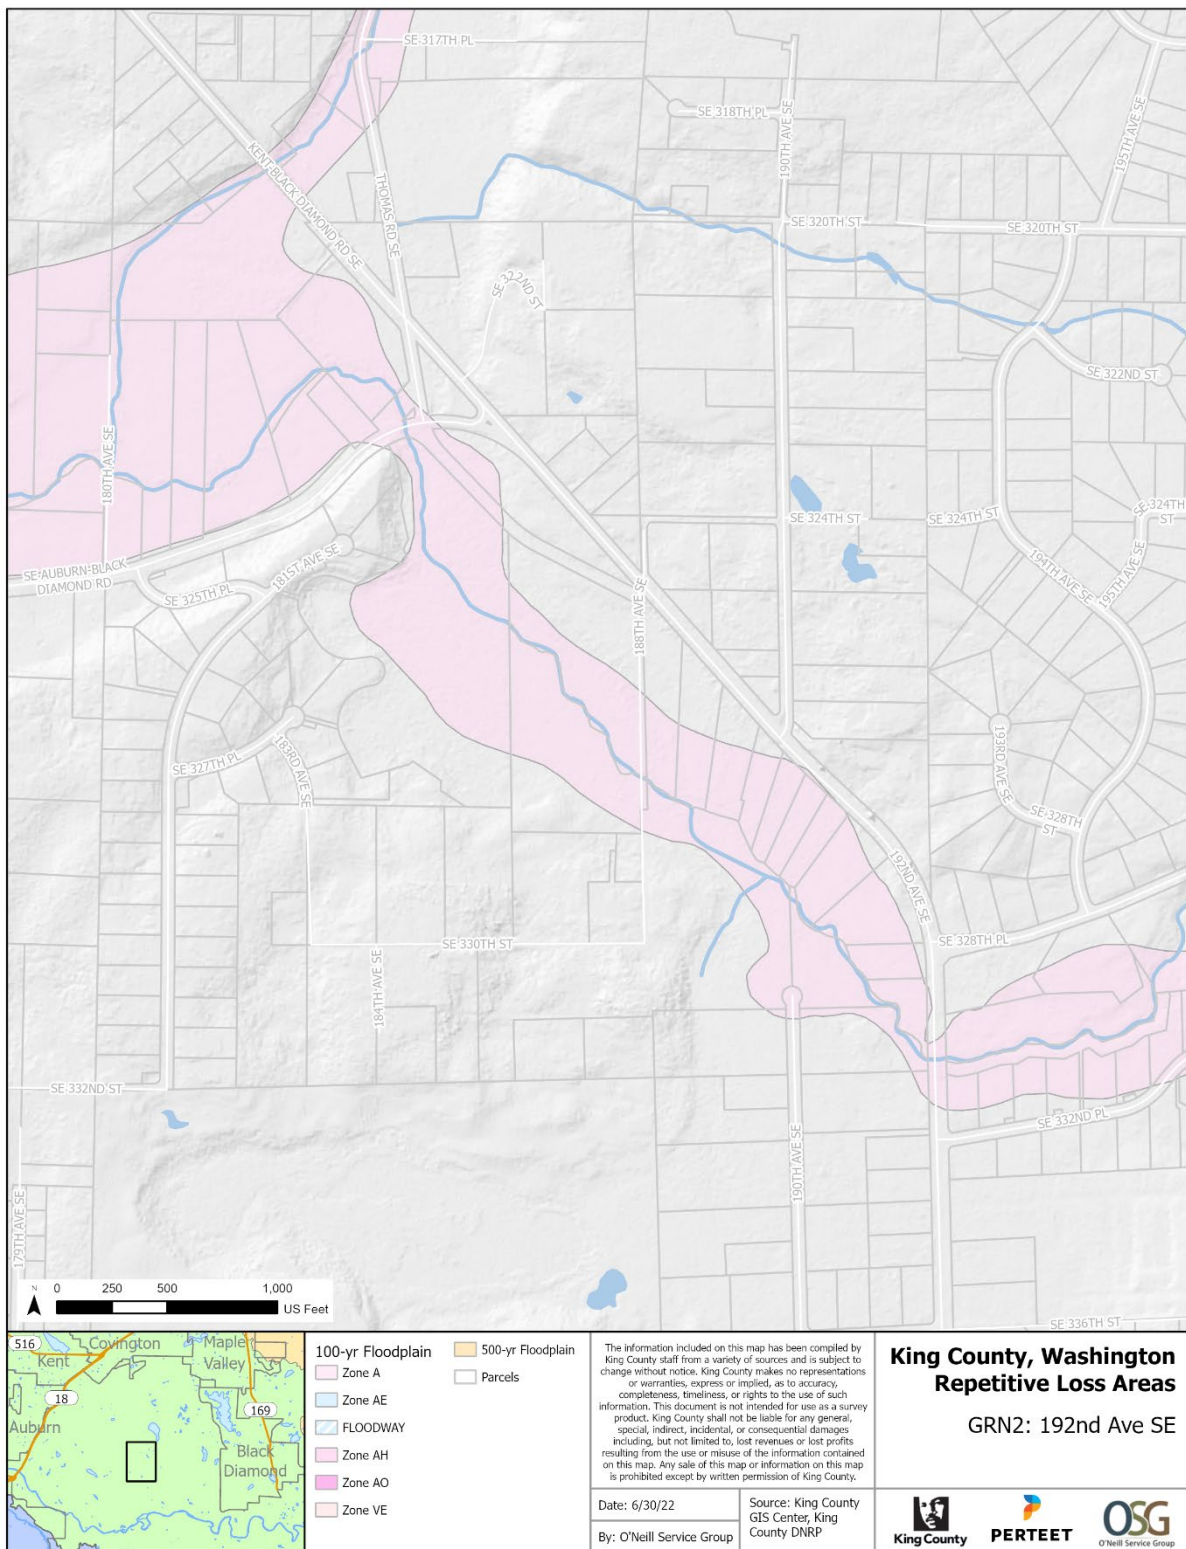 SE 317TH PL
SE 318TH PL
190TH AVE SE
195TH AVE SE
KENT-BLACK DIAMOND RD SE
THOMAS RD SE
SE 320TH ST
SE 320TH ST
SE 322ND ST
SE 322ND ST
180TH AVE SE
SE 324TH ST
SE 324TH ST
SE 324TH
ST
194TH AVE SE
195TH AVE SE
SE AUBURN-BLACK
DIAMOND RD
181ST AVE SE
SE 325TH PL
188TH AVE SE
SE 327TH PL
183RD AVE SE
193RD AVE SE
SE 328TH
ST
192ND AVE SE
SE 328TH PL
SE 330TH ST
184TH AVE SE
SE 332ND ST
SE 332ND PL
190TH AVE SE
179TH AVE SE
SE 336TH ST
N
0 250 500 1,000
US Feet
516
Covington
Kent
Maple
Valley
18
169
Auburn
Black
Diamond
100-yr Floodplain
Zone A
Zone AE
FLOODWAY
Zone AH
Zone AO
Zone VE
500-yr Floodplain
Parcels
The information included on this map has been compiled by
King County staff from a variety of sources and is subject to
change without notice. King County makes no representations
or warranties, express or implied, as to accuracy,
completeness, timeliness, or rights to the use of such
information. This document is not intended for use as a survey
product. King County shall not be liable for any general,
special, indirect, incidental, or consequential damages
including, but not limited to, lost revenues or lost profits
resulting from the use or misuse of the information contained
on this map. Any sale of this map or information on this map
is prohibited except by written permission of King County.
Date: 6/30/22
By: O'Neill Service Group
Source: King County
GIS Center, King
County DNRP
King County, Washington
Repetitive Loss Areas
GRN2: 192nd Ave SE
King County
PERTEET
OSG
O'Neill Service Group